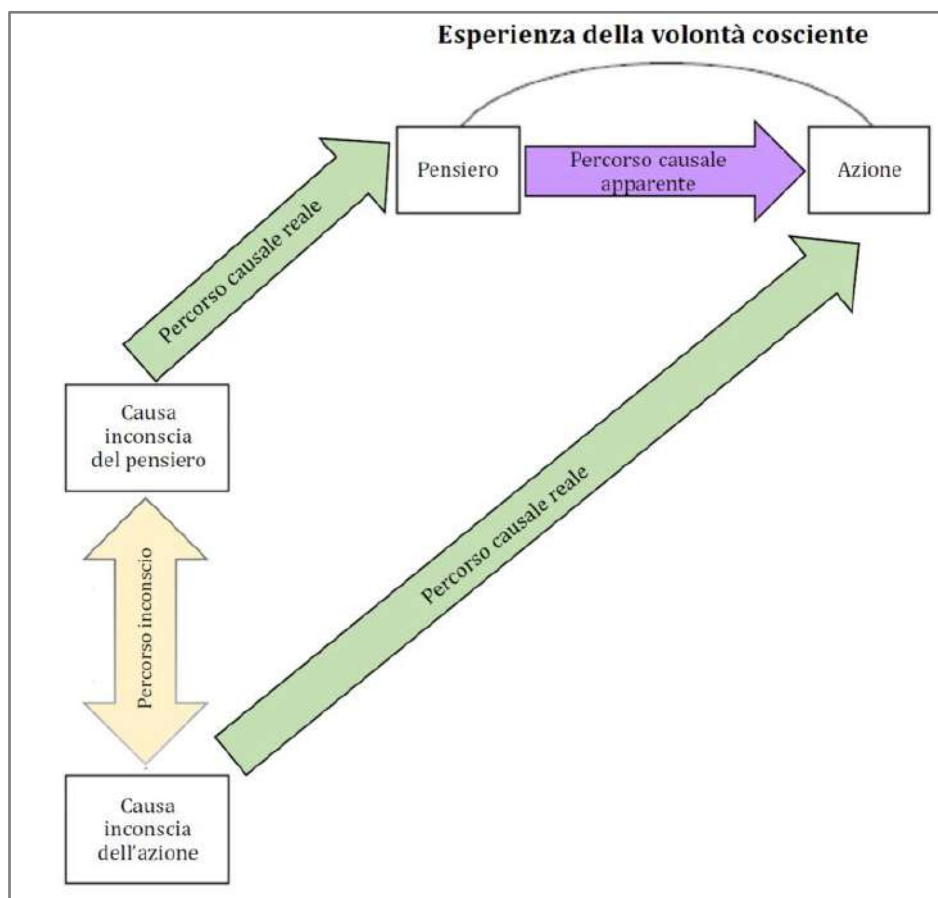 Esperienza della volontà cosciente
Pensiero
Percorso causale
apparente
Azione
Percorso causale reale
Causa
inconscia
del pensiero
Percorso causale reale
Percorso inconscio
Causa
inconscia
dell'azione